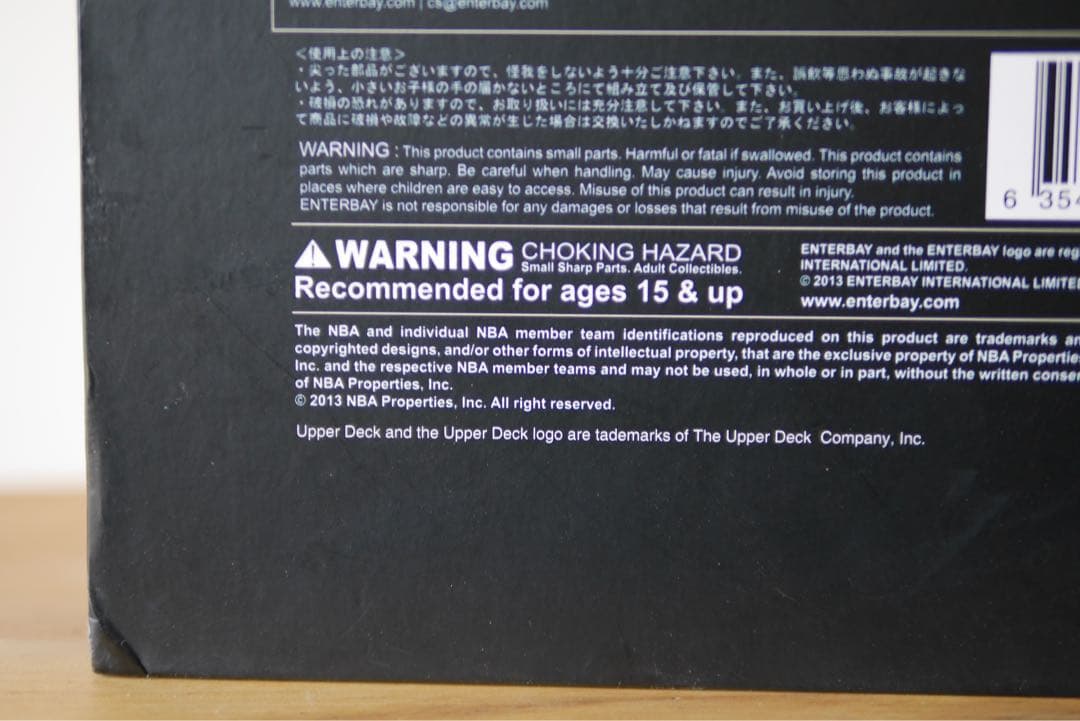 www.enterbay.com | cs@enterbay.com
＜使用上の注意＞
・尖った部品がございますので、怪我をしないよう十分ご注意下さい。また、誤飲等思わぬ事故が起きな
いよう、小さいお子様の手の届かないところにて組み立て及び保管して下さい。
・破損の恐れがありますので、お取り扱いには充分注意して下さい。また、お買い上げ後、お客様によっ
て商品に破損や故障などの異常が生じた場合は交換いたしかねますのでご了承ください。
WARNING : This product contains small parts. Harmful or fatal if swallowed. This product contains
parts which are sharp. Be careful when handling. May cause injury. Avoid storing this product in
places where children are easy to access. Misuse of this product can result in injury.
ENTERBAY is not responsible for any damages or losses that result from misuse of the product.
6 354
WARNING CHOKING HAZARD
Small Sharp Parts. Adult Collectibles.
Recommended for ages 15 & up
ENTERBAY and the ENTERBAY logo are reg
INTERNATIONAL LIMITED.
© 2013 ENTERBAY INTERNATIONAL LIMITE
www.enterbay.com
The NBA and individual NBA member team identifications reproduced on this product are trademarks an
copyrighted designs, and/or other forms of intellectual property, that are the exclusive property of NBA Propertie
Inc. and the respective NBA member teams and may not be used, in whole or in part, without the written conser
of NBA Properties, Inc.
© 2013 NBA Properties, Inc. All right reserved.
Upper Deck and the Upper Deck logo are tademarks of The Upper Deck Company, Inc.